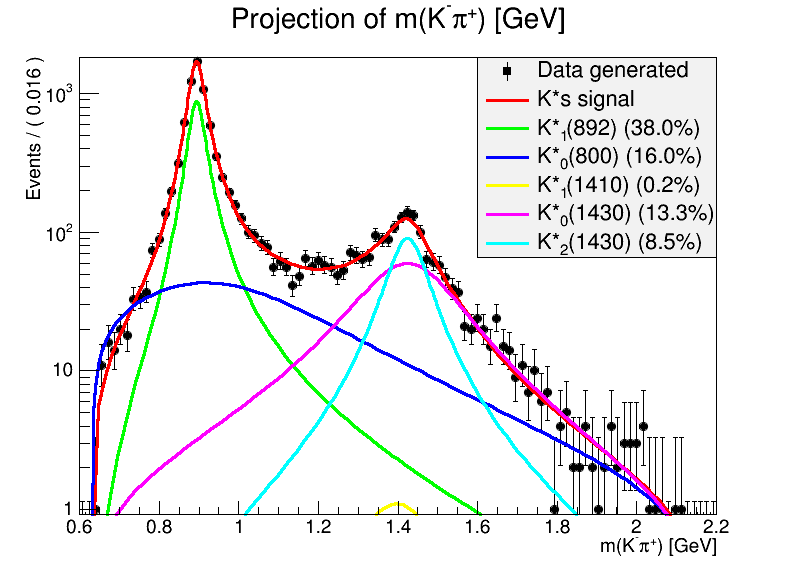 Projection of m(K⁻π⁺) [GeV]
Events / ( 0.016 )
10³
10²
10
1
Data generated
K*s signal
K*₁(892) (38.0%)
K*₀(800) (16.0%)
K*₁(1410) (0.2%)
K*₀(1430) (13.3%)
K*₂(1430) (8.5%)
0.6 0.8 1 1.2 1.4 1.6 1.8 2 2.2
m(K⁻π⁺) [GeV]